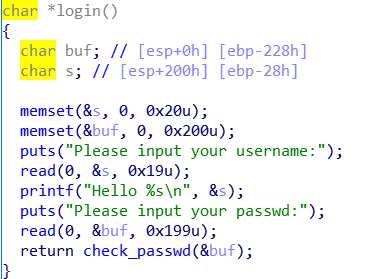 char *login()
{
  char buf; // [esp+0h] [ebp-228h]
  char s; // [esp+200h] [ebp-28h]
  memset(&s, 0, 0x20u);
  memset(&buf, 0, 0x200u);
  puts("Please input your username:");
  read(0, &s, 0x19u);
  printf("Hello %s\n", &s);
  puts("Please input your passwd:");
  read(0, &buf, 0x199u);
  return check_passwd(&buf);
}